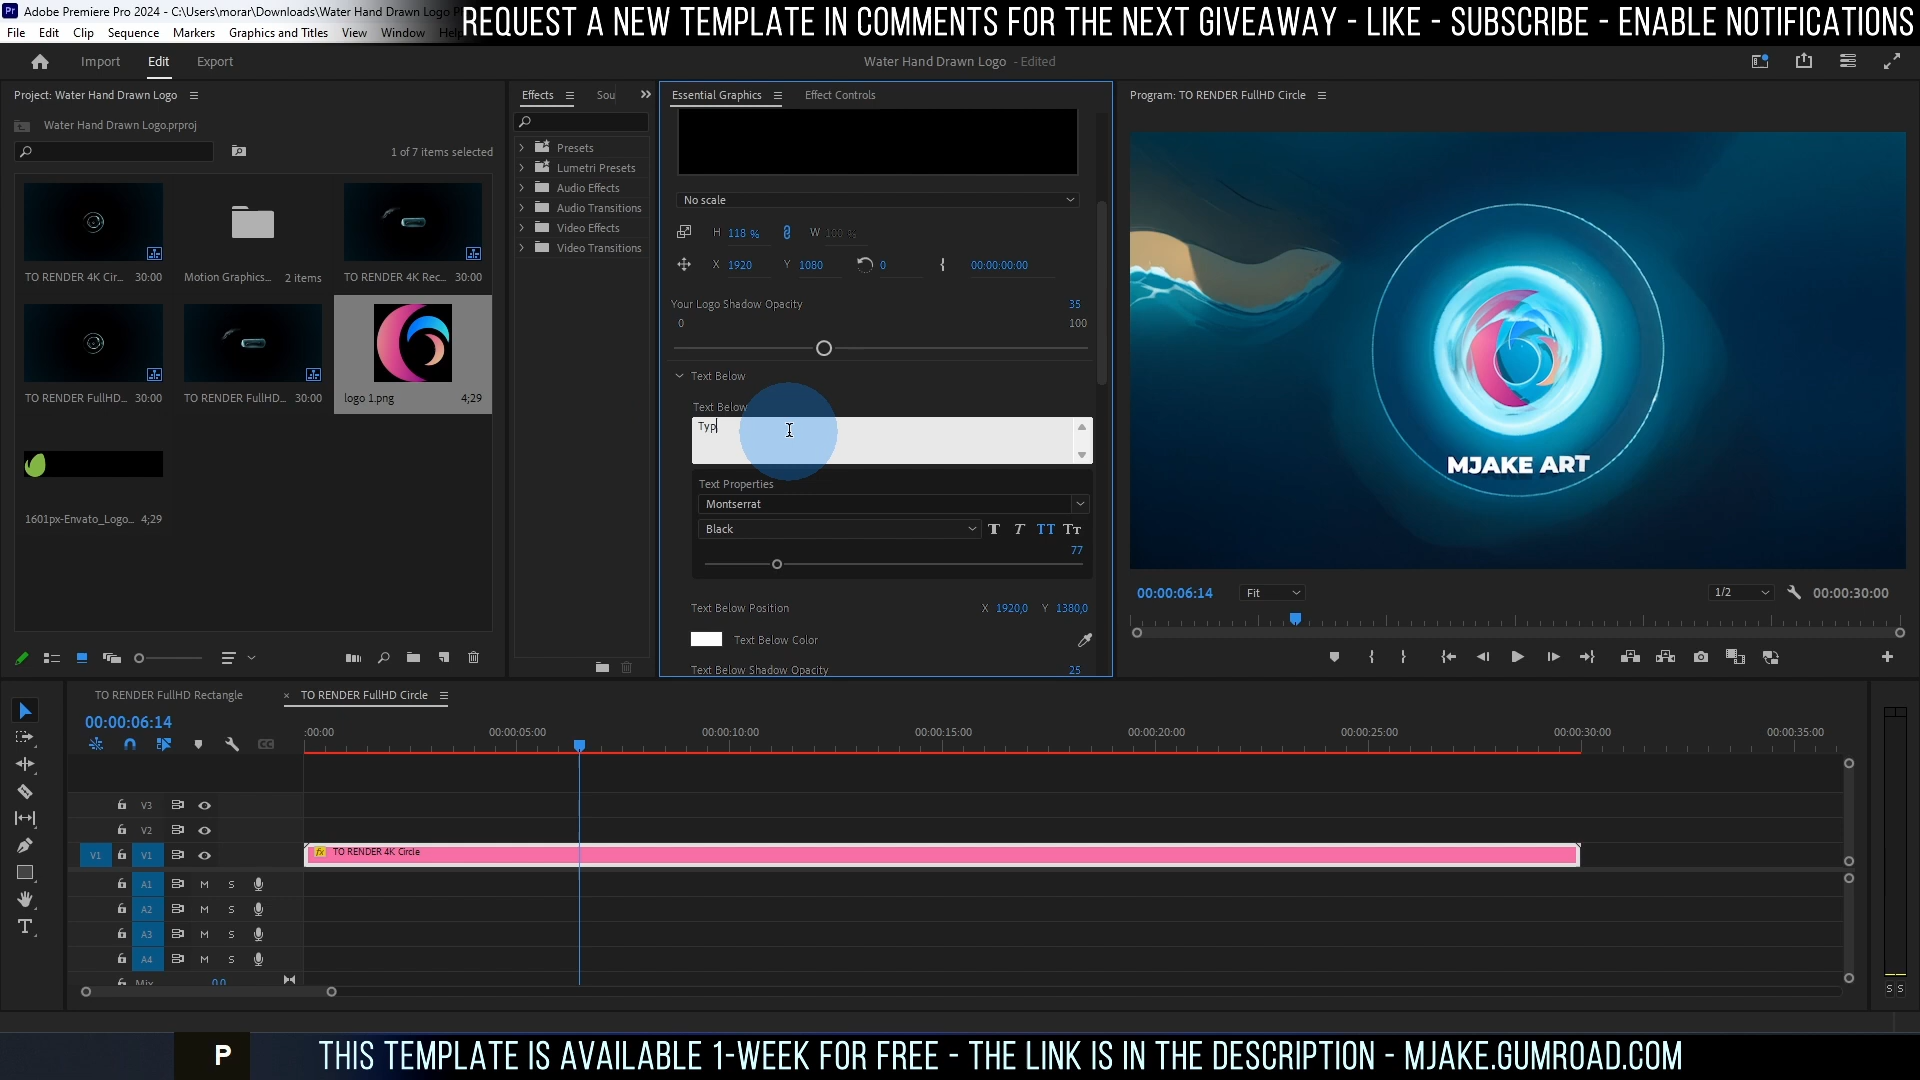 Adobe Premiere Pro 2024 - C:\Users\morar\Downloads\Water Hand Drawn Logo
REQUEST A NEW TEMPLATE IN COMMENTS FOR THE NEXT GIVEAWAY - LIKE - SUBSCRIBE - ENABLE NOTIFICATIONS
File Edit Clip Sequence Markers Graphics and Titles View Window Help
Import Edit Export
Water Hand Drawn Logo - Edited
Project: Water Hand Drawn Logo
Water Hand Drawn Logo.prproj
1 of 7 items selected
TO RENDER 4K Cir... 30:00
Motion Graphics... 2 items
TO RENDER 4K Rec... 30:00
TO RENDER FullHD... 30:00
TO RENDER FullHD... 30:00
logo 1.png 4;29
1601px-Envato_Logo... 4;29
Effects Sou
Presets
Lumetri Presets
Audio Effects
Audio Transitions
Video Effects
Video Transitions
Essential Graphics Effect Controls
No scale
H 118 % W 100 %
X 1920 Y 1080 0 00:00:00:00
Your Logo Shadow Opacity 35
0 100
Text Below
Text Below
Typ
Text Properties
Montserrat
Black T T TT Tt
77
Text Below Position X 1920,0 Y 1380,0
Text Below Color
Text Below Shadow Opacity 25
Program: TO RENDER FullHD Circle
MJAKE ART
00:00:06:14 Fit 1/2 00:00:30:00
TO RENDER FullHD Rectangle × TO RENDER FullHD Circle
00:00:06:14
:00:00 00:00:05:00 00:00:10:00 00:00:15:00 00:00:20:00 00:00:25:00 00:00:30:00 00:00:35:00
V3
V2
V1 V1 fx TO RENDER 4K Circle
A1 M S
A2 M S
A3 M S
A4 M S
Mix 0,0
S S
P
THIS TEMPLATE IS AVAILABLE 1-WEEK FOR FREE - THE LINK IS IN THE DESCRIPTION - MJAKE.GUMROAD.COM